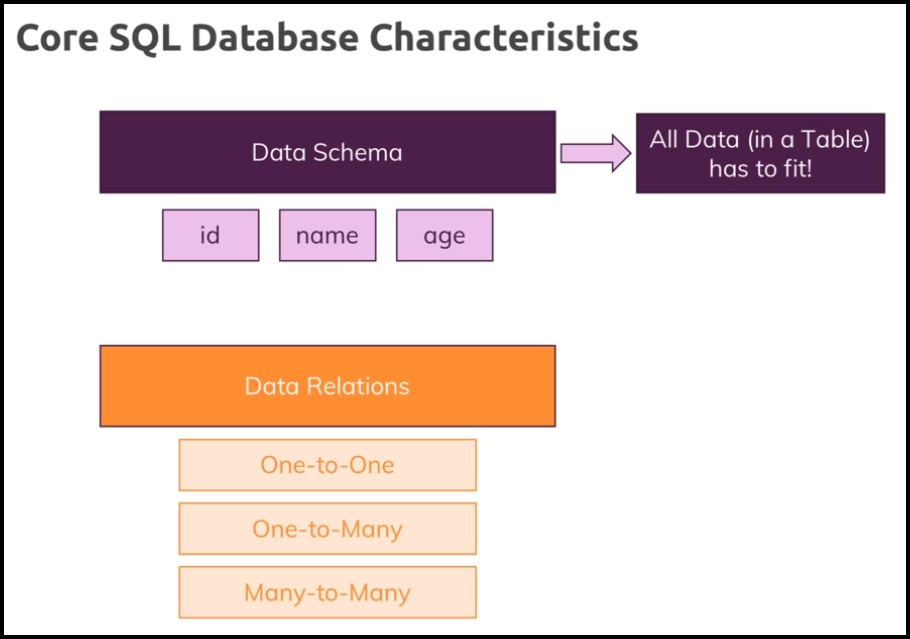 Core SQL Database Characteristics
Data Schema
All Data (in a Table)
has to fit!
id
name
age
Data Relations
One-to-One
One-to-Many
Many-to-Many